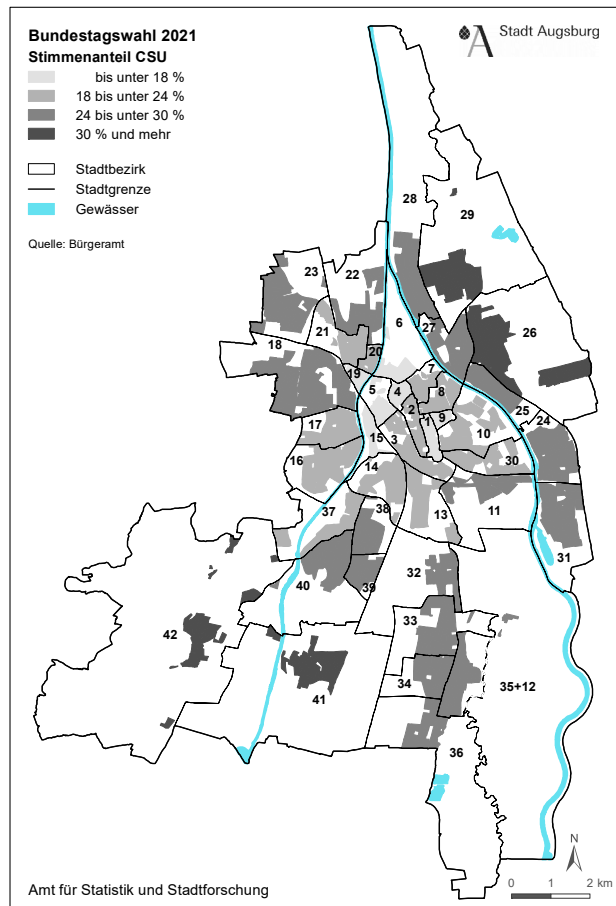 Bundestagswahl 2021
Stimmenanteil CSU
bis unter 18 %
18 bis unter 24 %
24 bis unter 30 %
30 % und mehr
Stadtbezirk
Stadtgrenze
Gewässer
Quelle: Bürgeramt
Stadt Augsburg
28
29
23
22
6
27
26
21
18
20
19
7
5
4
8
2
25
24
17
1
9
10
15
3
16
14
30
37
38
13
11
31
32
40
39
33
42
34
35+12
41
36
N
Amt für Statistik und Stadtforschung
0 1 2 km